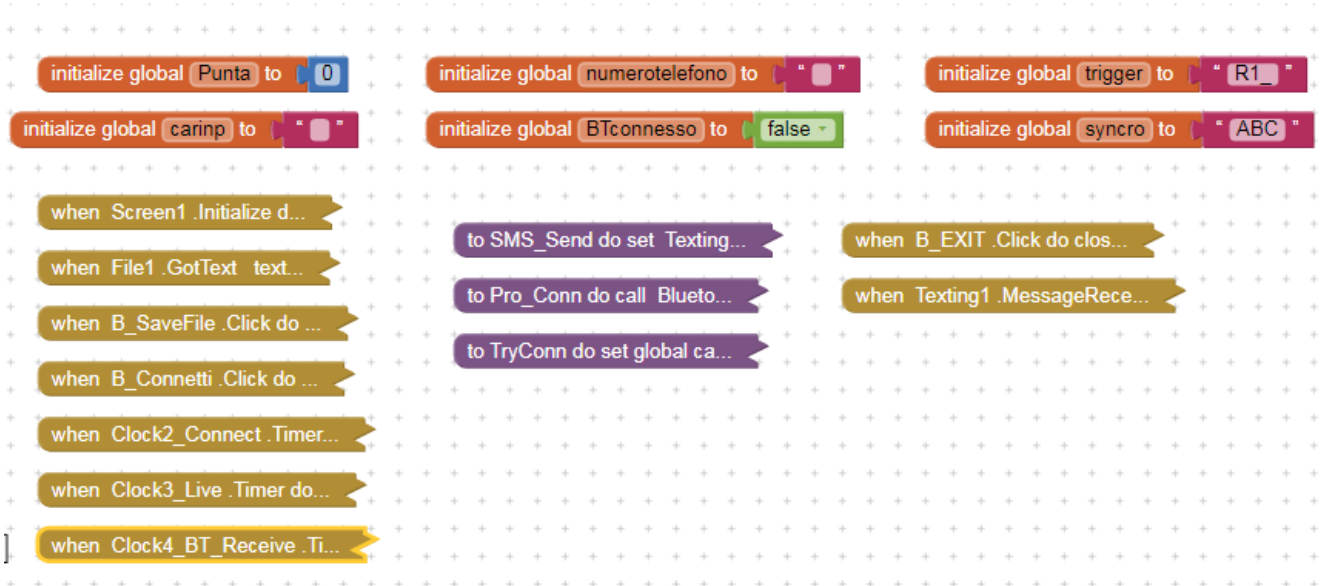 initialize global Punta to 0
initialize global numerotelefono to " "
initialize global trigger to " R1_ "
initialize global carinp to " "
initialize global BTconnesso to false
initialize global syncro to " ABC "
when Screen1 .Initialize d...
when File1 .GotText text...
when B_SaveFile .Click do ...
when B_Connetti .Click do ...
when Clock2_Connect .Timer...
when Clock3_Live .Timer do...
when Clock4_BT_Receive .Ti...
to SMS_Send do set Texting...
to Pro_Conn do call Blueto...
to TryConn do set global ca...
when B_EXIT .Click do clos...
when Texting1 .MessageRece...